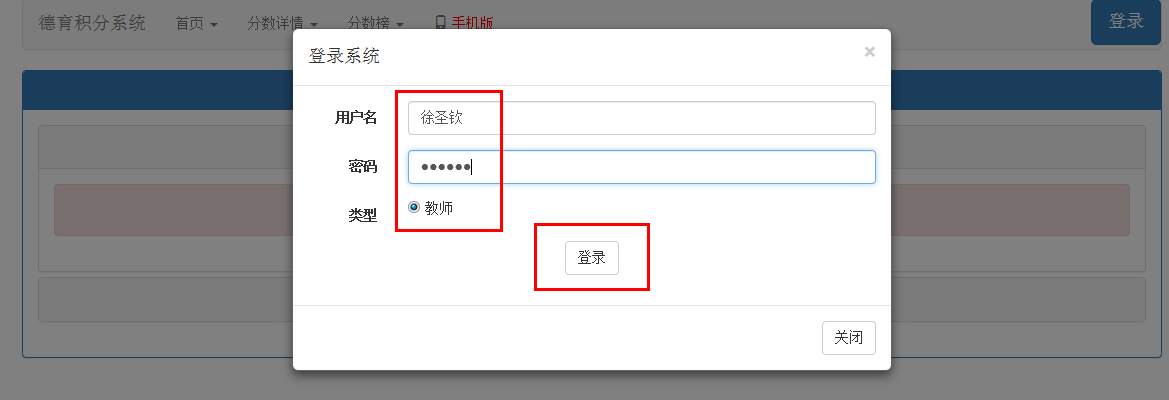 德育积分系统 首页 分数详情 分数榜 手机版 登录
登录系统 ×
用户名 徐圣钦
密码 ●●●●●●
类型 教师
登录
关闭